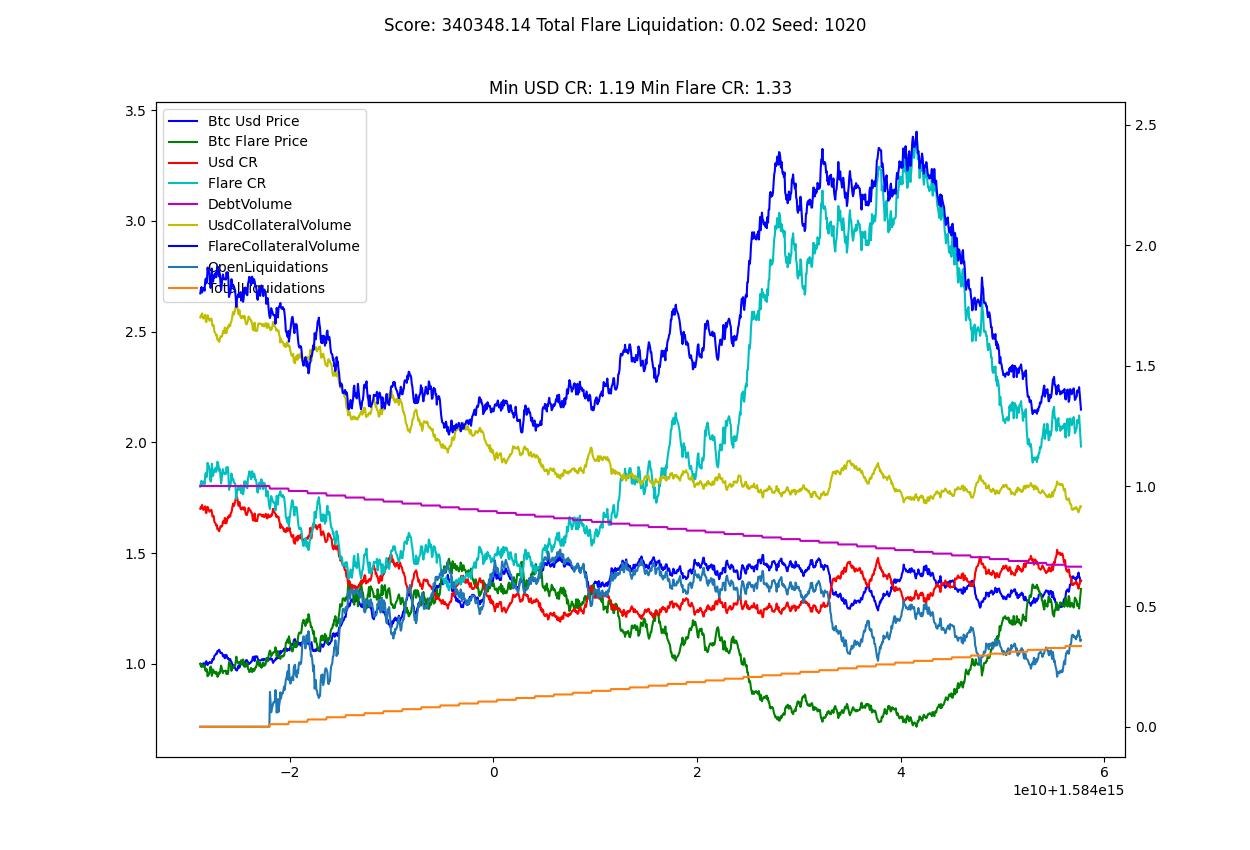 Score: 340348.14 Total Flare Liquidation: 0.02 Seed: 1020
Min USD CR: 1.19 Min Flare CR: 1.33
3.5
3.0
2.5
2.0
1.5
1.0
Btc Usd Price
Btc Flare Price
Usd CR
Flare CR
DebtVolume
UsdCollateralVolume
FlareCollateralVolume
OpenLiquidations
TotalLiquidations
2.5
2.0
1.5
1.0
0.5
0.0
−2 0 2 4 6
1e10+1.584e15